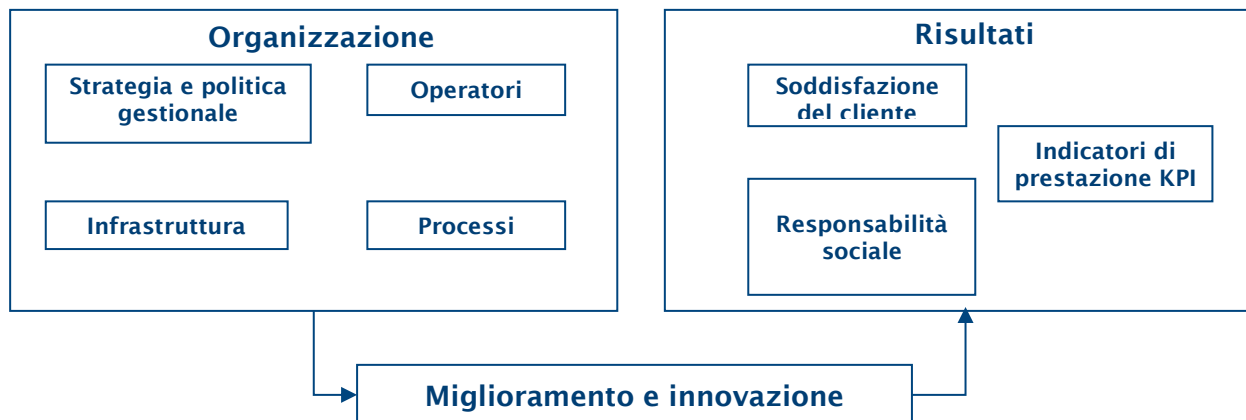 Organizzazione
Strategia e politica
gestionale
Operatori
Infrastruttura
Processi
Risultati
Soddisfazione
del cliente
Indicatori di
prestazione KPI
Responsabilità
sociale
Miglioramento e innovazione